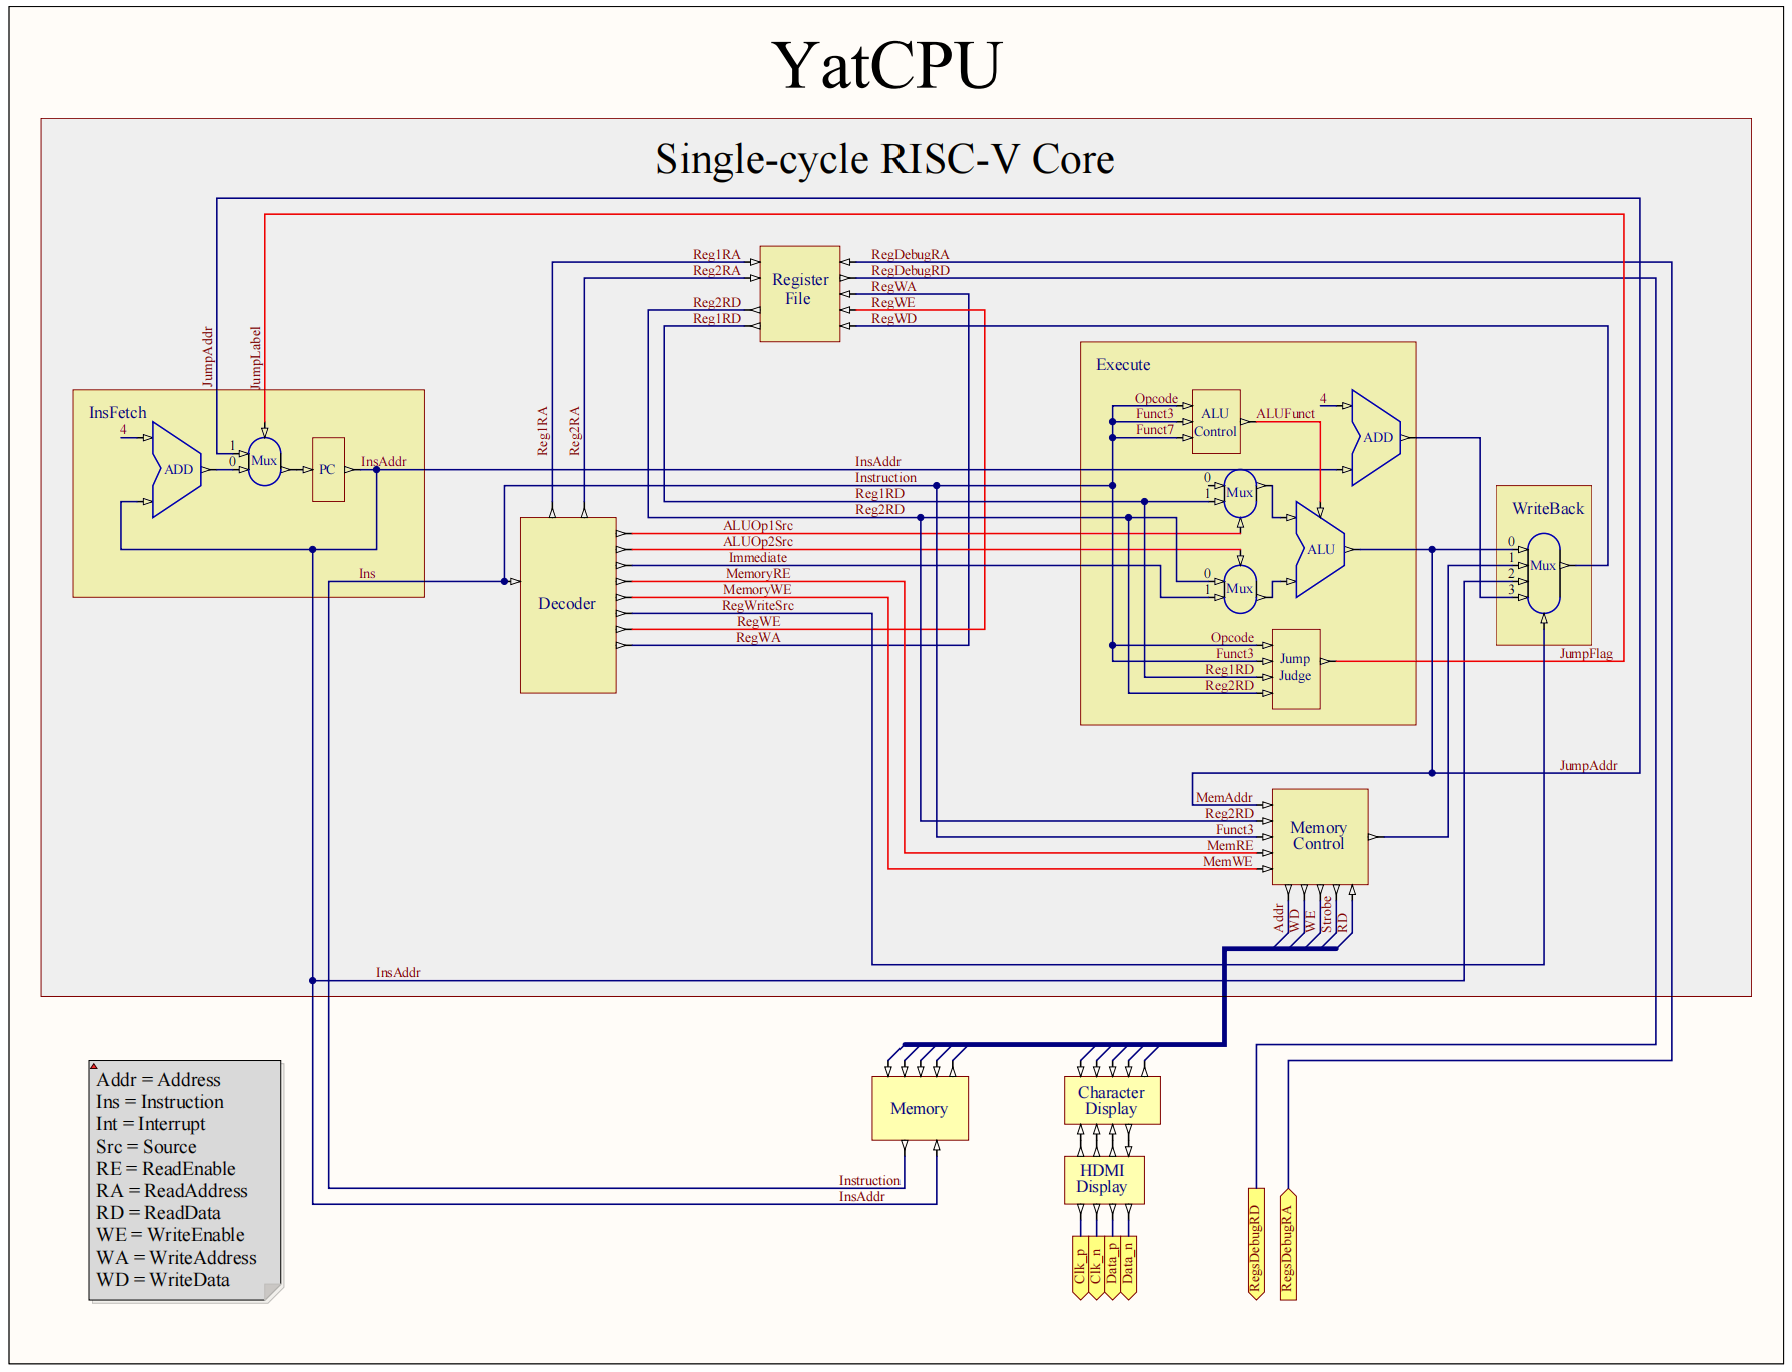 YatCPU
Single-cycle RISC-V Core
JumpAddr
JumpLabel
InsFetch
4
ADD
1
0
Mux
PC
InsAddr
Ins
Reg1RA
Reg2RA
Reg1RA
Reg2RA
Reg2RD
Reg1RD
Register
File
RegDebugRA
RegDebugRD
RegWA
RegWE
RegWD
InsAddr
Instruction
Reg1RD
Reg2RD
Decoder
ALUOp1Src
ALUOp2Src
Immediate
MemoryRE
MemoryWE
RegWriteSrc
RegWE
RegWA
Execute
Opcode
Funct3
Funct7
ALU
Control
ALUFunct
4
ADD
0
1
Mux
ALU
0
1
Mux
Opcode
Funct3
Reg1RD
Reg2RD
Jump
Judge
WriteBack
0
1
2
3
Mux
JumpFlag
JumpAddr
MemAddr
Reg2RD
Funct3
MemRE
MemWE
Memory
Control
Addr
WD
WE
Strobe
RD
InsAddr
Addr = Address
Ins = Instruction
Int = Interrupt
Src = Source
RE = ReadEnable
RA = ReadAddress
RD = ReadData
WE = WriteEnable
WA = WriteAddress
WD = WriteData
Memory
Instruction
InsAddr
Character
Display
HDMI
Display
Clk_p
Clk_n
Data_p
Data_n
RegsDebugRD
RegsDebugRA